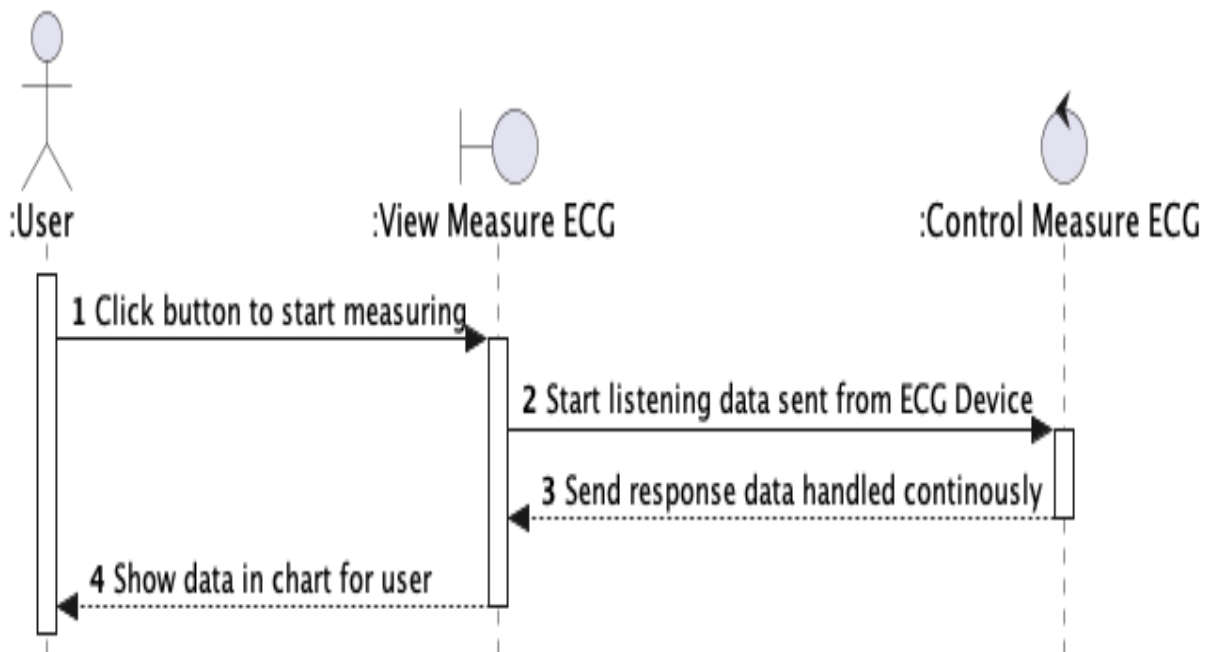 :User
:View Measure ECG
:Control Measure ECG
1 Click button to start measuring
2 Start listening data sent from ECG Device
3 Send response data handled continously
4 Show data in chart for user